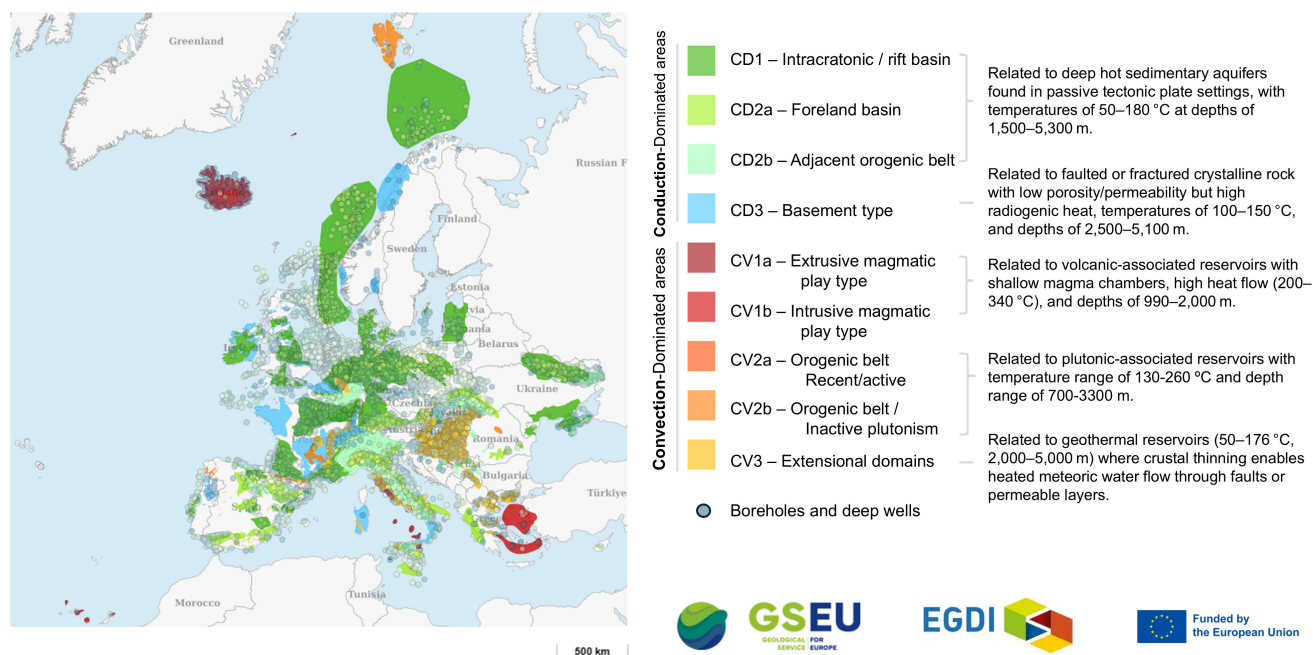 Greenland
Russian F
Finland
Sweden
Estonia
Belarus
Ukraine
Czechia
Austria
Romania
Bulgaria
Türkiye
Morocco
Tunisia
500 km
Conduction-Dominated areas
CD1 – Intracratonic / rift basin
CD2a – Foreland basin
CD2b – Adjacent orogenic belt
Related to deep hot sedimentary aquifers
found in passive tectonic plate settings, with
temperatures of 50–180 °C at depths of
1,500–5,300 m.
CD3 – Basement type
Related to faulted or fractured crystalline rock
with low porosity/permeability but high
radiogenic heat, temperatures of 100–150 °C,
and depths of 2,500–5,100 m.
Convection-Dominated areas
CV1a – Extrusive magmatic
play type
CV1b – Intrusive magmatic
play type
Related to volcanic-associated reservoirs with
shallow magma chambers, high heat flow (200–
340 °C), and depths of 990–2,000 m.
CV2a – Orogenic belt
Recent/active
CV2b – Orogenic belt /
Inactive plutonism
Related to plutonic-associated reservoirs with
temperature range of 130-260 ºC and depth
range of 700-3300 m.
CV3 – Extensional domains
Related to geothermal reservoirs (50–176 °C,
2,000–5,000 m) where crustal thinning enables
heated meteoric water flow through faults or
permeable layers.
Boreholes and deep wells
GSEU
GEOLOGICAL FOR
SERVICE EUROPE
EGDI
Funded by
the European Union